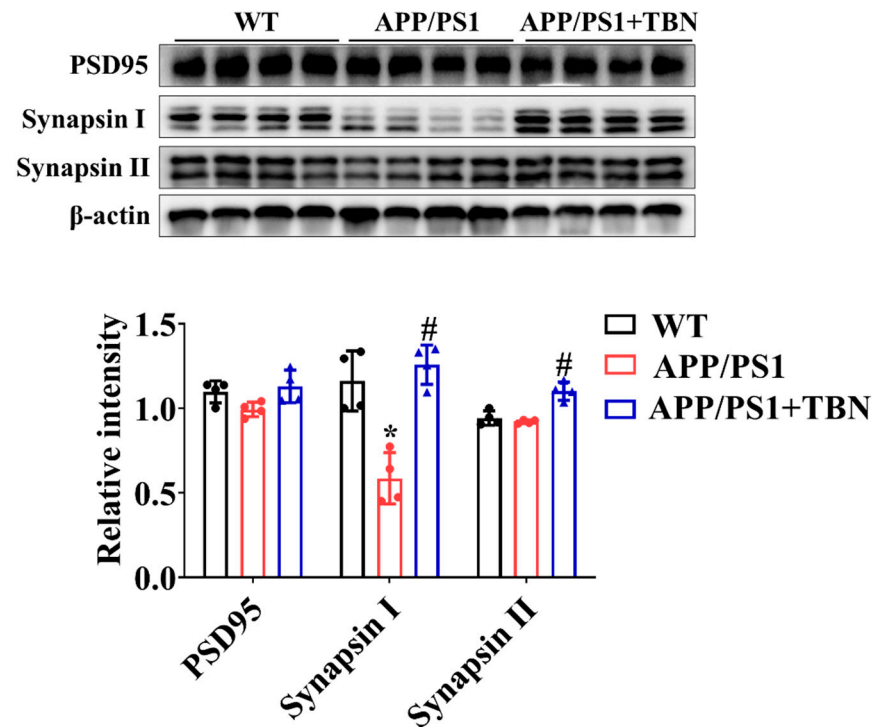 WT APP/PS1 APP/PS1+TBN
PSD95
Synapsin I
Synapsin II
β-actin
Relative intensity
1.5
1.0
0.5
0.0
#
*
#
WT
APP/PS1
APP/PS1+TBN
PSD95
Synapsin I
Synapsin II